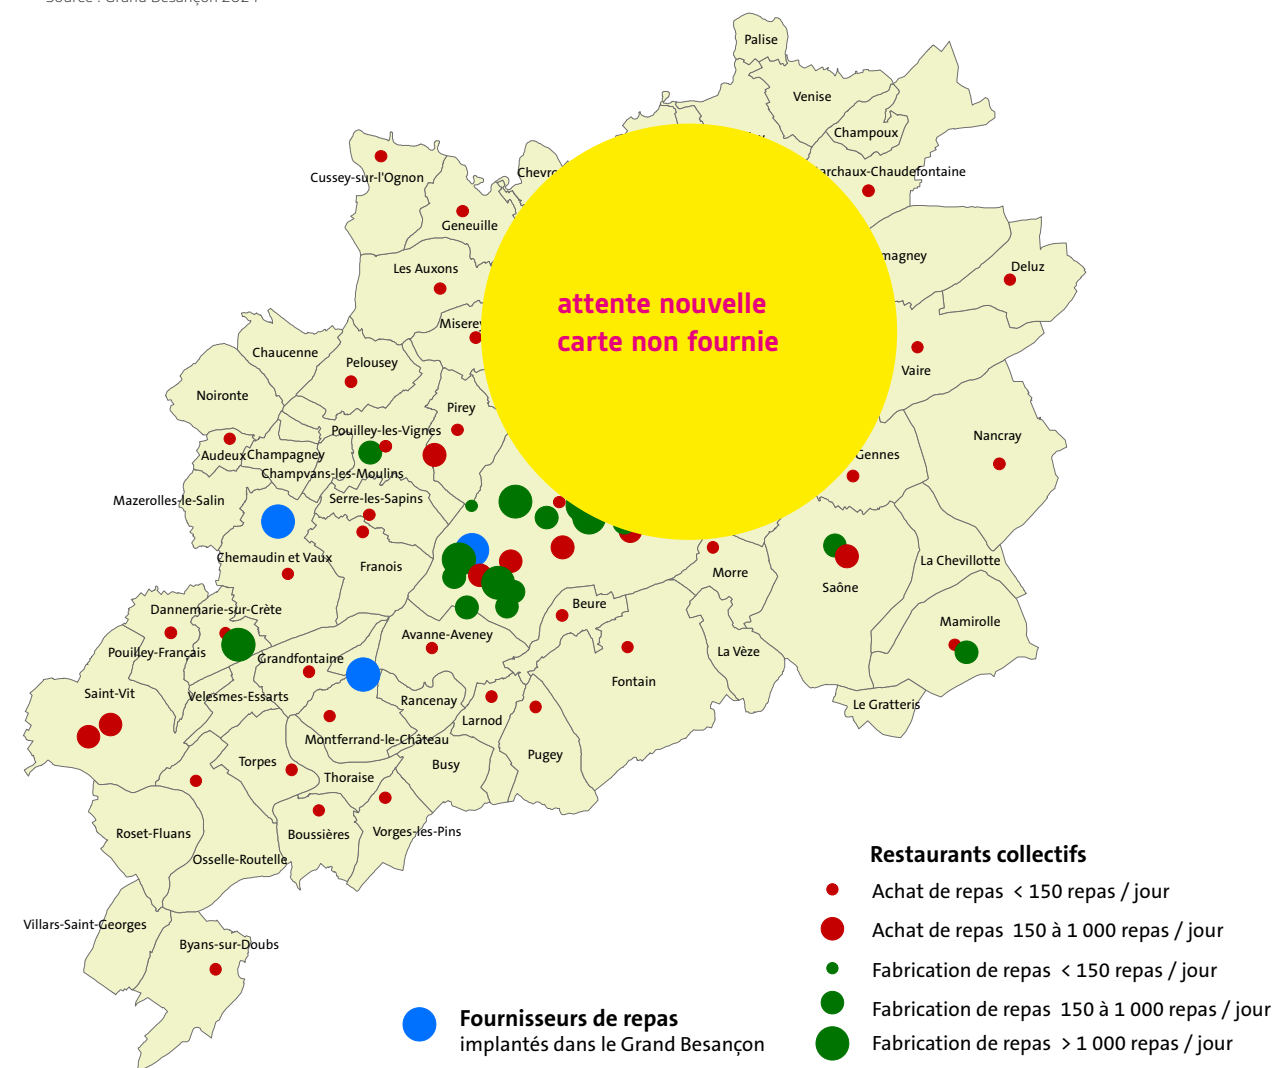 Palise
Venise
Champoux
Chevro
archaux-Chaudefontaine
Cussey-sur-l'Ognon
Geneuille
magney
Les Auxons
Deluz
attente nouvelle
carte non fournie
Miserey
Chaucenne
Pelousey
Vaire
Noironte
Pirey
Pouilley-les-Vignes
Nancray
Audeux
Champagney
Gennes
Champvans-les-Moulins
Mazerolles-le-Salin
Serre-les-Sapins
Chemaudin et Vaux
Franois
La Chevillotte
Morre
Saône
Dannemarie-sur-Crète
Beure
Mamirolle
Avanne-Aveney
Pouilley-Français
Grandfontaine
La Vèze
Fontain
Saint-Vit
Velesmes-Essarts
Rancenay
Le Gratteris
Larnod
Montferrand-le-Château
Pugey
Torpes
Busy
Thoraise
Roset-Fluans
Boussières
Vorges-les-Pins
Osselle-Routelle
Villars-Saint-Georges
Byans-sur-Doubs
Restaurants collectifs
Achat de repas < 150 repas / jour
Achat de repas 150 à 1 000 repas / jour
Fabrication de repas < 150 repas / jour
Fabrication de repas 150 à 1 000 repas / jour
Fabrication de repas > 1 000 repas / jour
Fournisseurs de repas
implantés dans le Grand Besançon